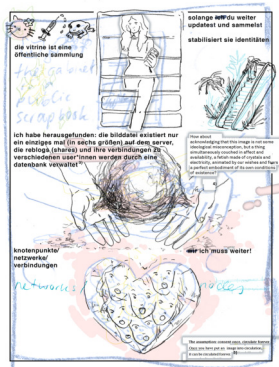 solange du weiter
updatest und sammelst
stabilisiert sie identitäten
die vitrine ist eine
öffentliche sammlung
public
scrapbook
ich habe herausgefunden: die bilddatei existiert nur
ein einziges mal (in sechs größen) auf dem server,
die reblogs (shares) und ihre verbindungen zu
verschiedenen user*innen werden durch eine
datenbank verwaltet
How about
acknowledging that this image is not some
ideological misconception, but a thing
simultaneously couched in affect and
availability, a fetish made of crystals and
electricity, animated by our wishes and fears
a perfect embodiment of its own conditions
of existence?
knotenpunkte/
netzwerke/
verbindungen
ich muss weiter!
networks
nodes